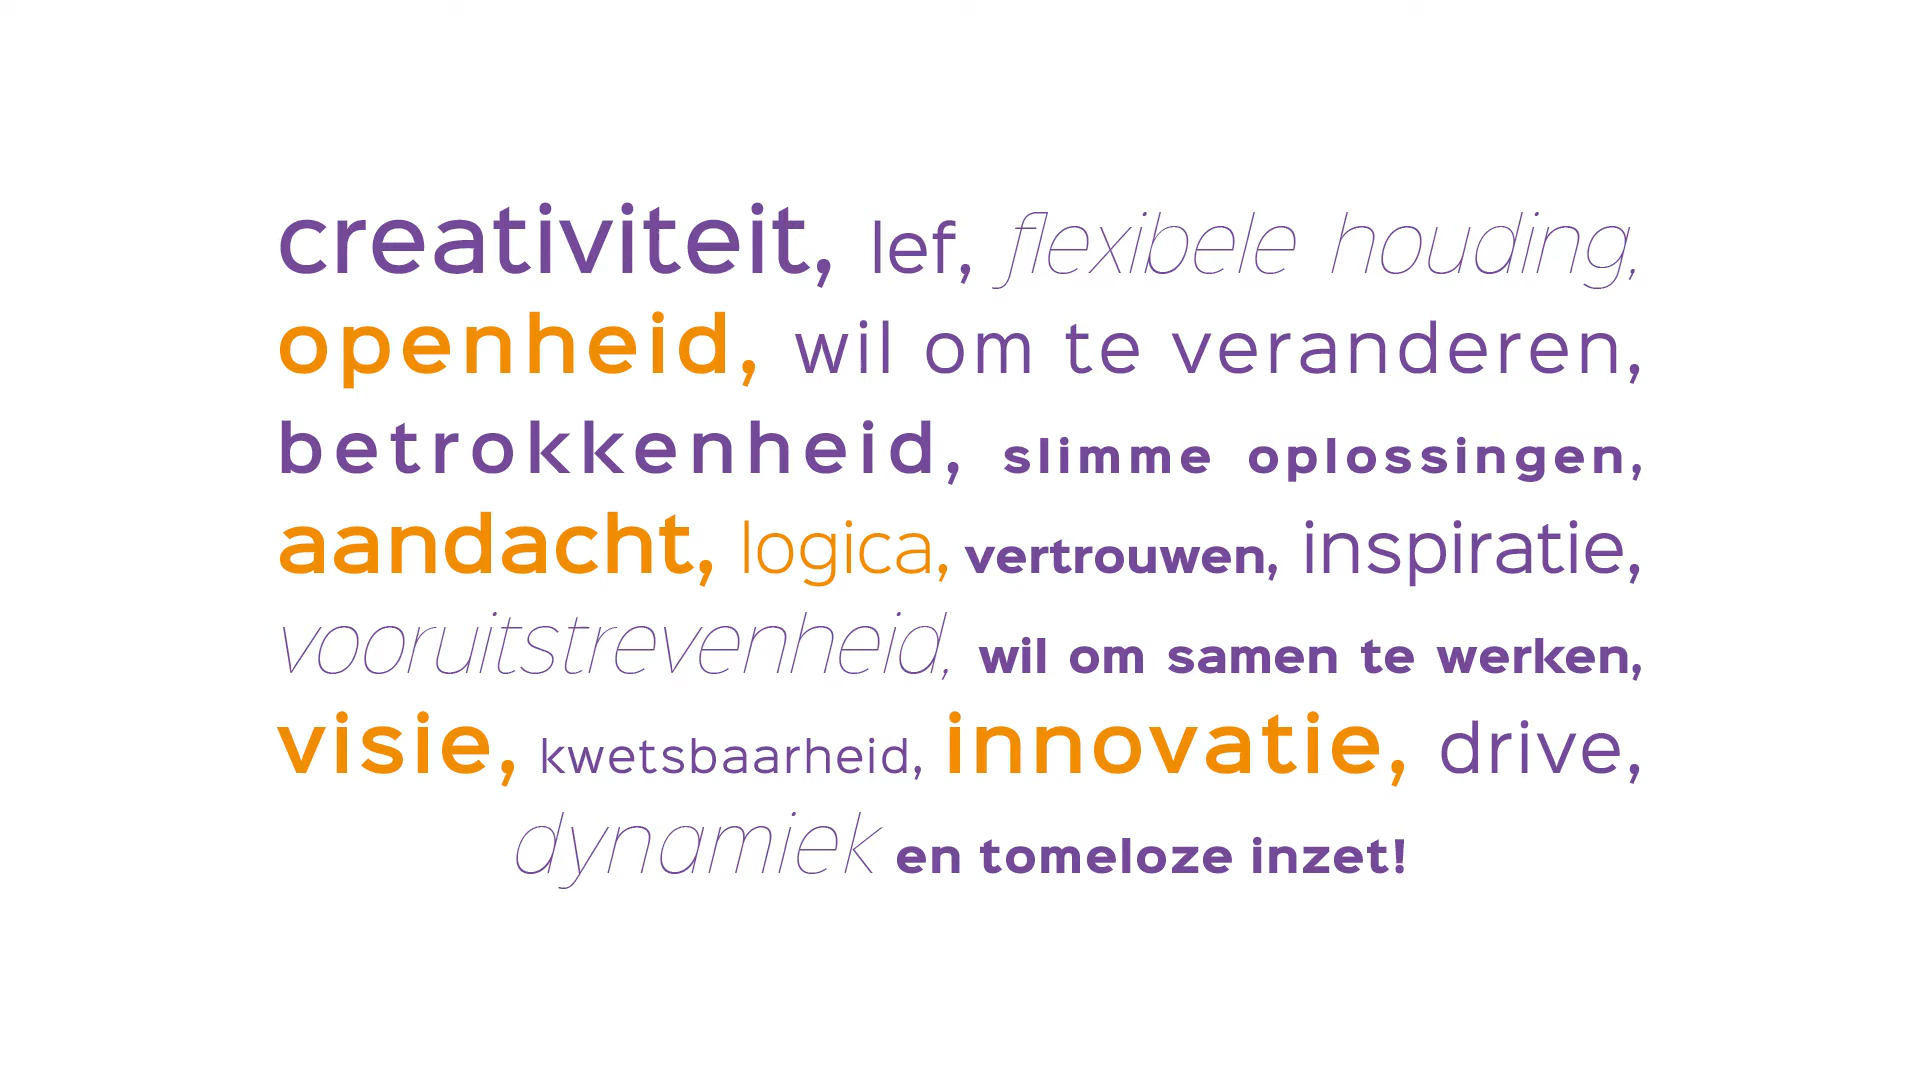 creativiteit, lef, flexibele houding,
openheid, wil om te veranderen,
betrokkenheid, slimme oplossingen,
aandacht, logica, vertrouwen, inspiratie,
vooruitstrevenheid, wil om samen te werken,
visie, kwetsbaarheid, innovatie, drive,
dynamiek en tomeloze inzet!